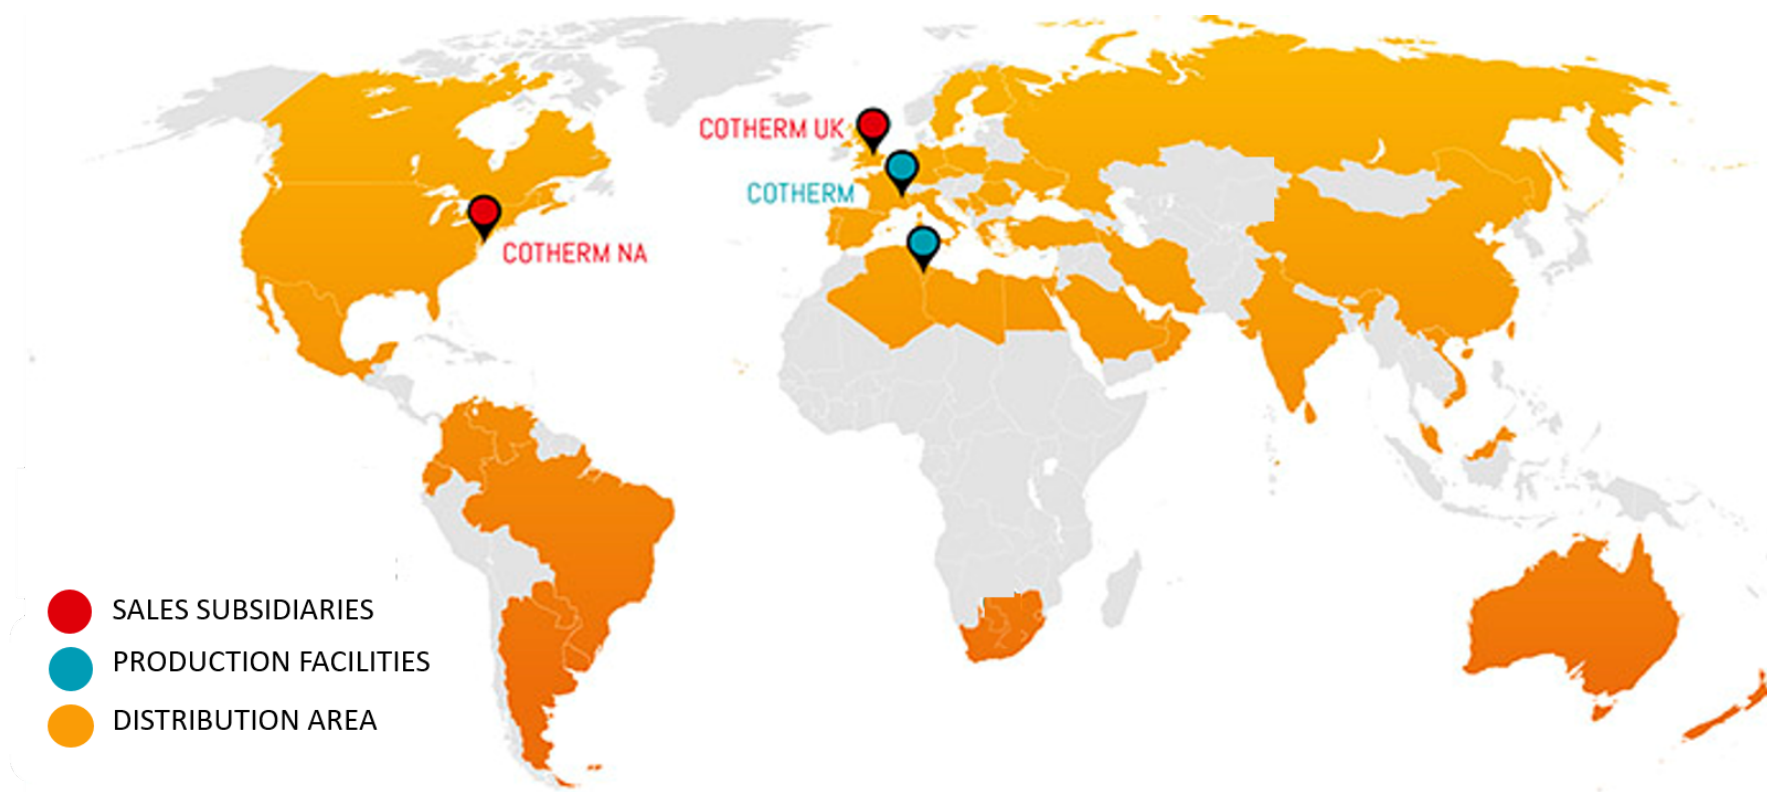 COTHERM UK
COTHERM
COTHERM NA
SALES SUBSIDIARIES
PRODUCTION FACILITIES
DISTRIBUTION AREA